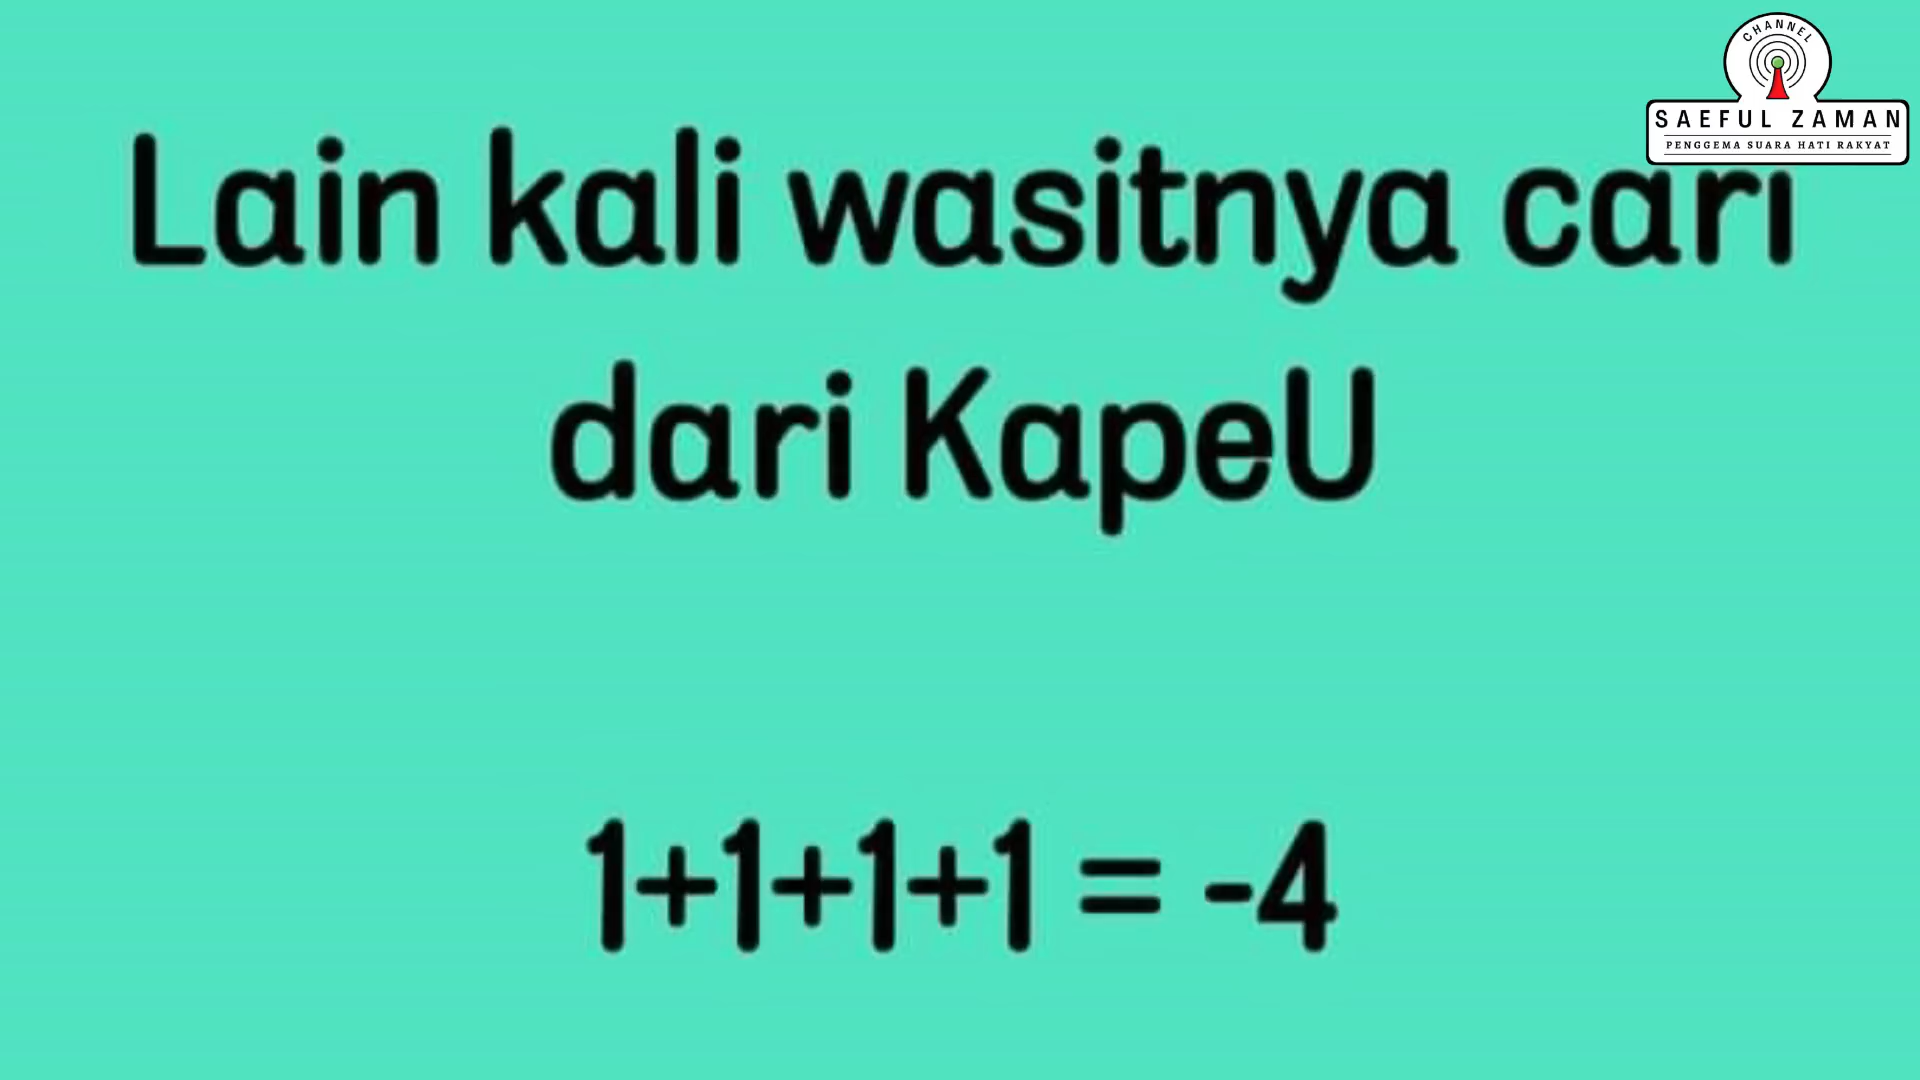 CHANNEL
SAEFUL ZAMAN
PENGGEMA SUARA HATI RAKYAT
Lain kali wasitnya cari
dari KapeU
1+1+1+1 = -4